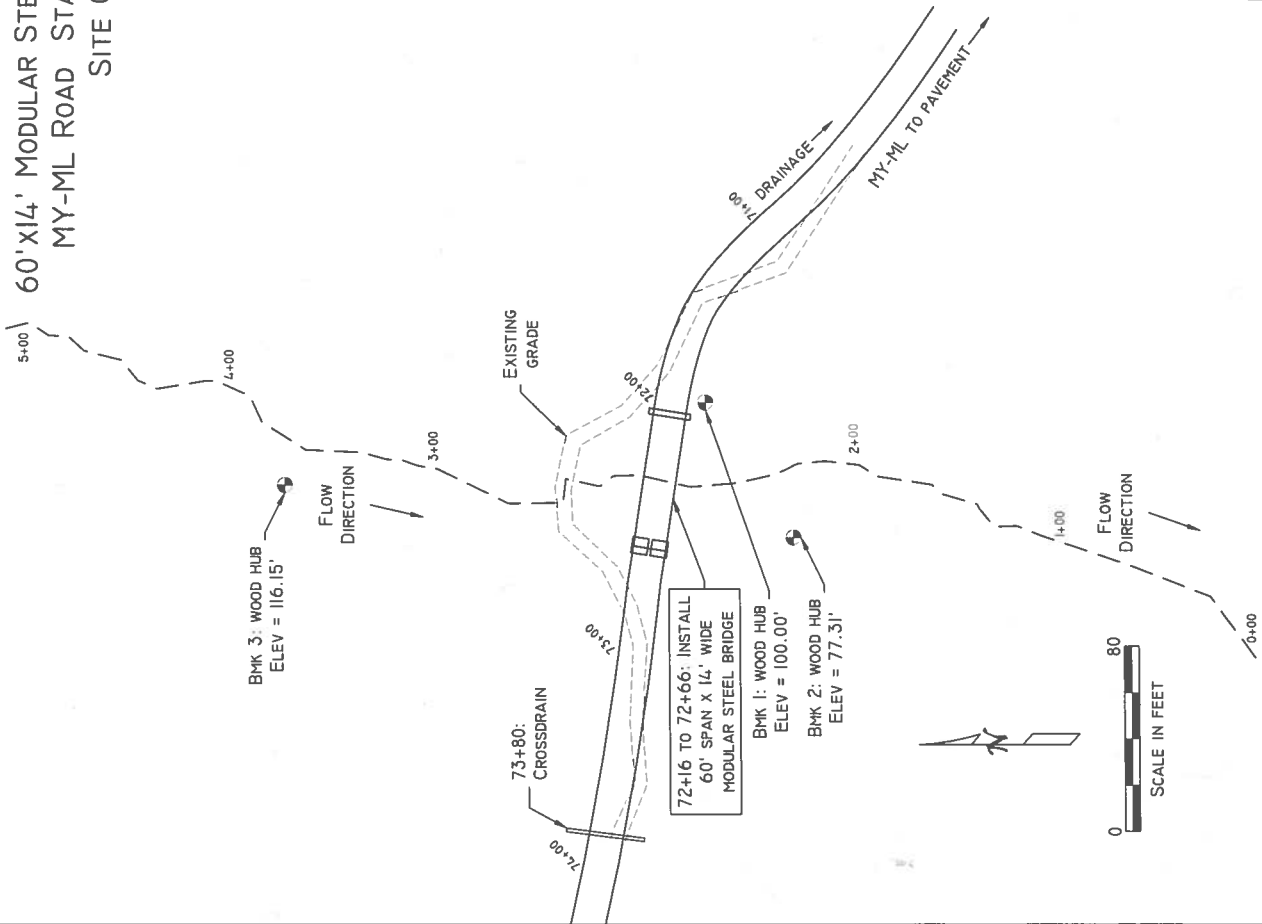 60'x14' MODULAR STE
MY-ML ROAD STA
SITE
5+00
4+00
3+00
EXISTING
GRADE
FLOW
DIRECTION
BMK 3: WOOD HUB
ELEV = 116.15'
71+00
DRAINAGE
MY-ML TO PAVEMENT
72+00
73+00
74+00
73+80:
CROSSDRAIN
72+16 TO 72+66: INSTALL
60' SPAN X 14' WIDE
MODULAR STEEL BRIDGE
BMK 1: WOOD HUB
ELEV = 100.00'
BMK 2: WOOD HUB
ELEV = 77.31'
2+00
1+00
FLOW
DIRECTION
0+00
0
80
SCALE IN FEET